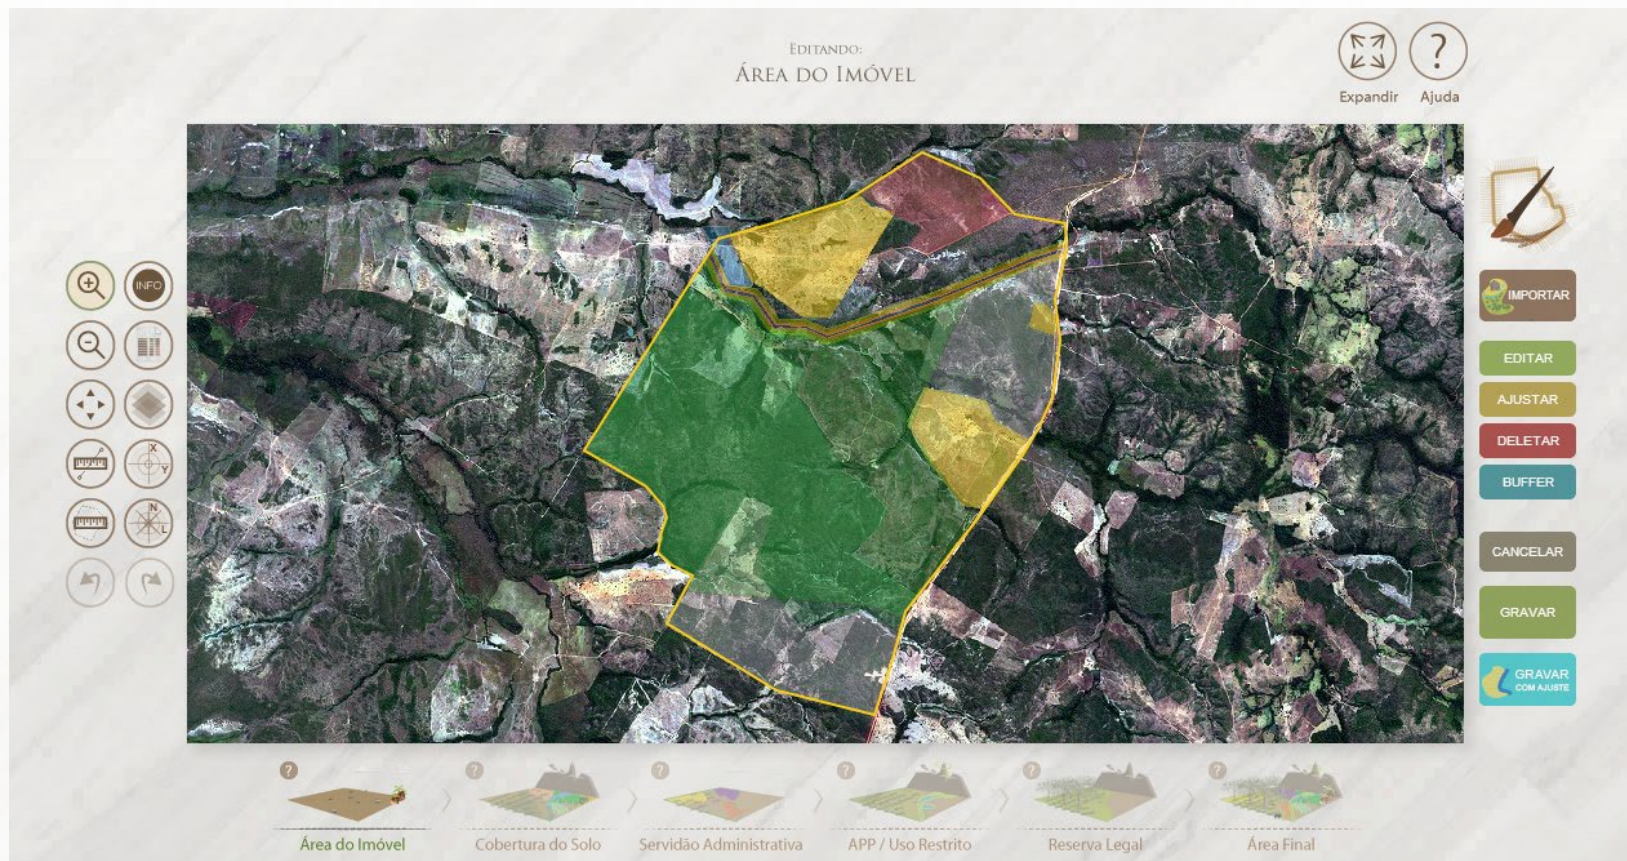 EDITANDO:
ÁREA DO IMÓVEL
Expandir
Ajuda
?
INFO
X
Y
N
L
IMPORTAR
EDITAR
AJUSTAR
DELETAR
BUFFER
CANCELAR
GRAVAR
GRAVAR
COM AJUSTE
? ? ? ? ? ?
Área do Imóvel
Cobertura do Solo
Servidão Administrativa
APP / Uso Restrito
Reserva Legal
Área Final